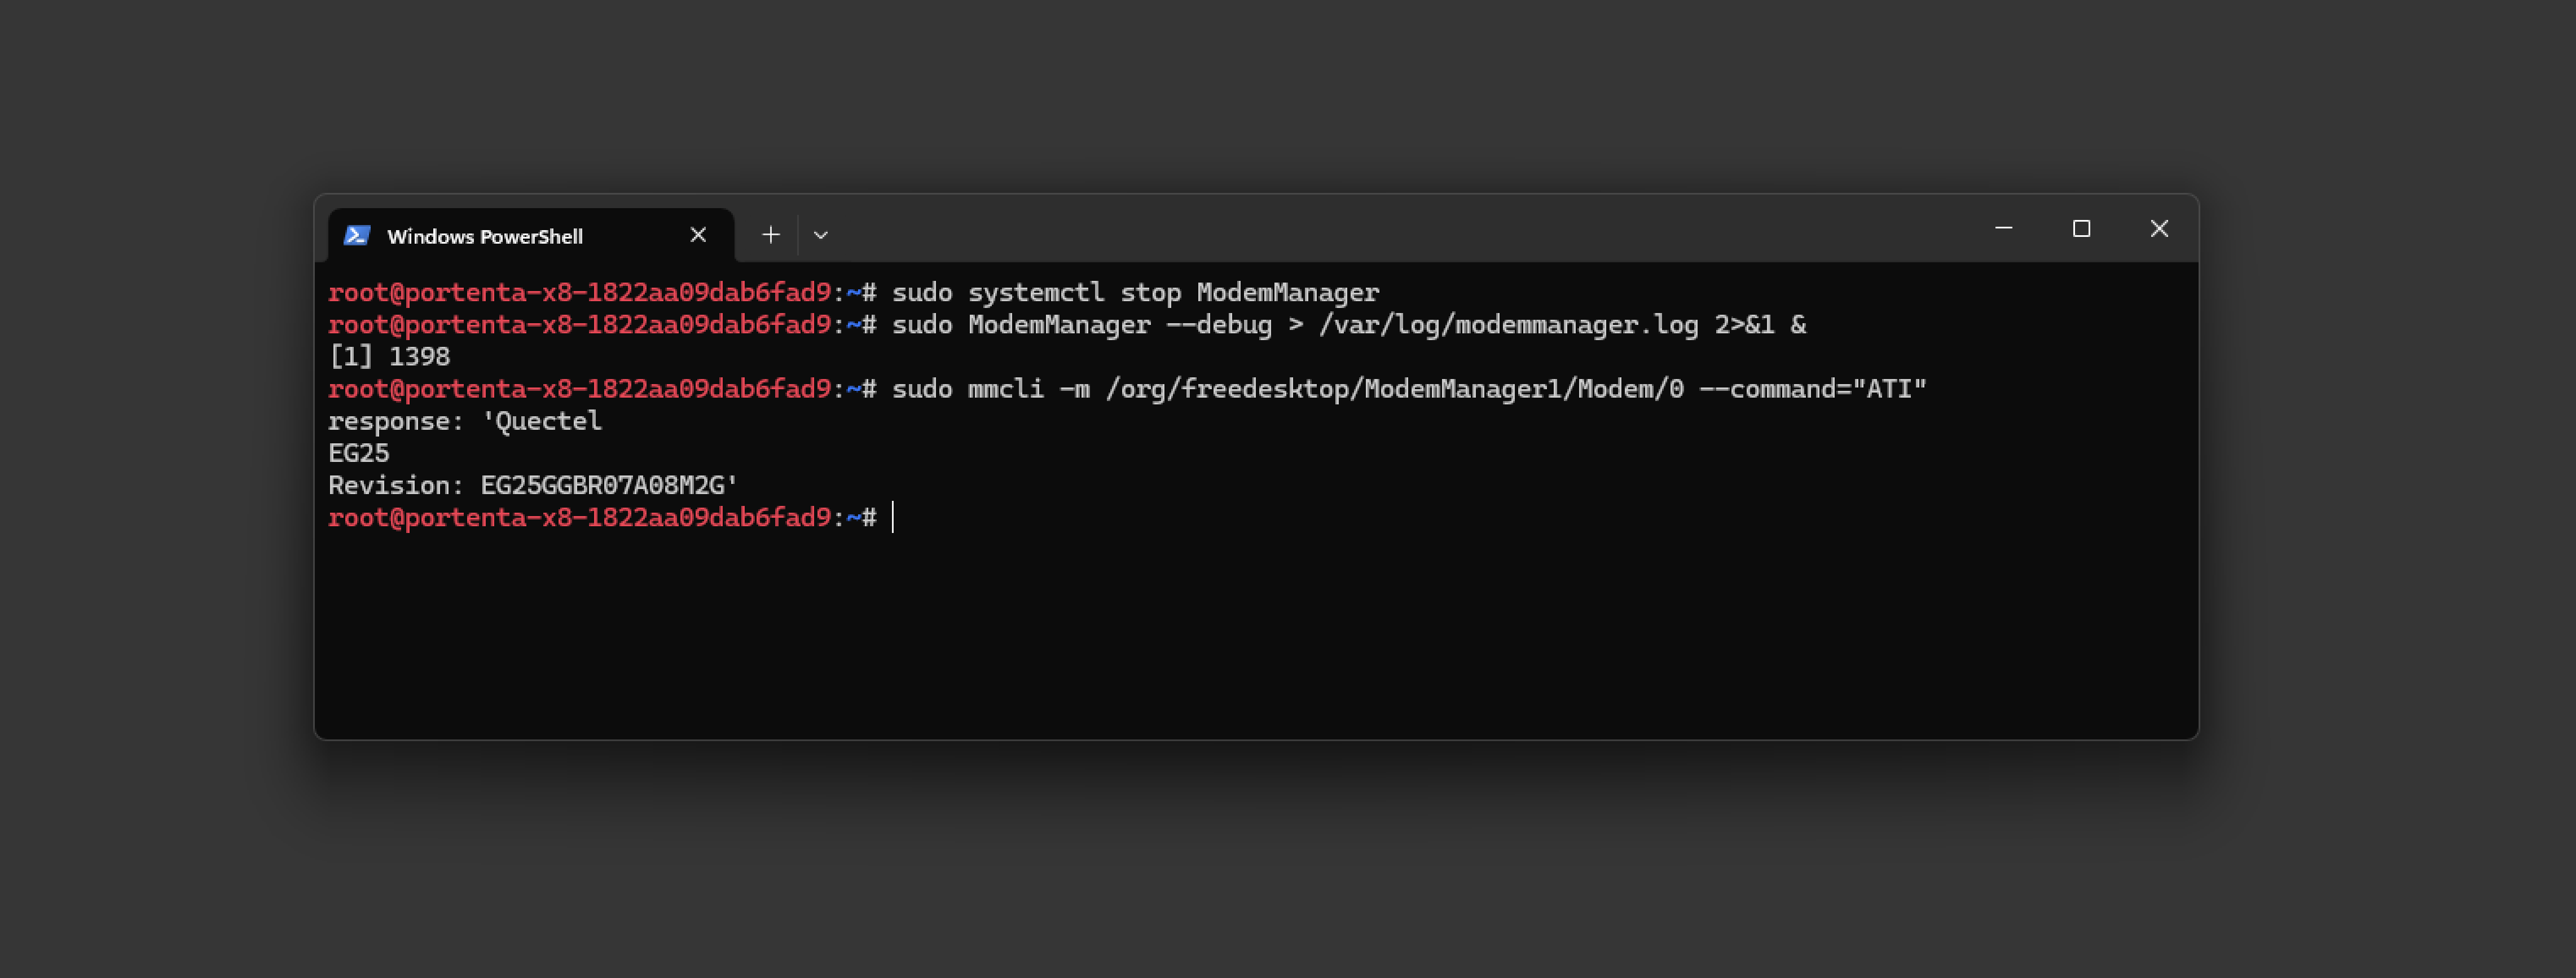 Windows PowerShell
root@portenta-x8-1822aa09dab6fad9:~# sudo systemctl stop ModemManager
root@portenta-x8-1822aa09dab6fad9:~# sudo ModemManager --debug > /var/log/modemmanager.log 2>&1 &
[1] 1398
root@portenta-x8-1822aa09dab6fad9:~# sudo mmcli -m /org/freedesktop/ModemManager1/Modem/0 --command="ATI"
response: 'Quectel
EG25
Revision: EG25GGBR07A08M2G'
root@portenta-x8-1822aa09dab6fad9:~#